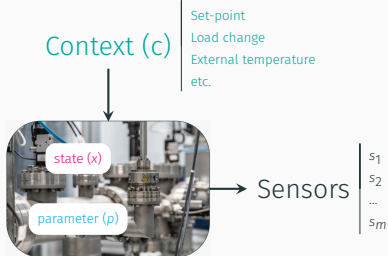 Context (c)
Set-point
Load change
External temperature
etc.
state (x)
parameter (p)
Sensors
s1
s2
...
sm